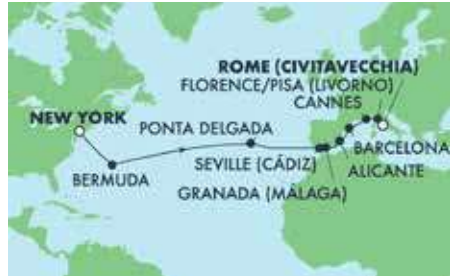 ROME (CIVITAVECCHIA)
FLORENCE/PISA (LIVORNO)
CANNES
NEW YORK
PONTA DELGADA
BARCELONA
SEVILLE (CÁDIZ)
ALICANTE
BERMUDA
GRANADA (MÁLAGA)